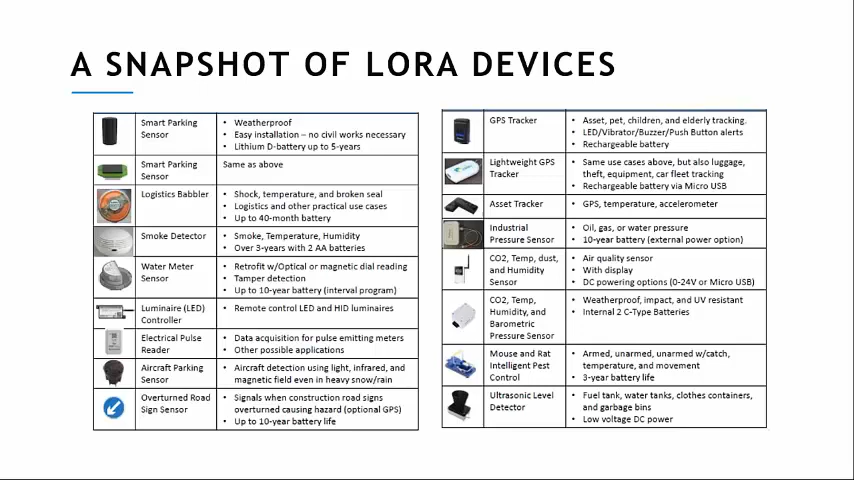 A SNAPSHOT OF LORA DEVICES
Smart Parking
Sensor
• Weatherproof
• Easy installation – no civil works necessary
• Lithium D-battery up to 5-years
Smart Parking
Sensor
Same as above
Logistics Babbler
• Shock, temperature, and broken seal
• Logistics and other practical use cases
• Up to 40-month battery
Smoke Detector
• Smoke, Temperature, Humidity
• Over 3-years with 2 AA batteries
Water Meter
Sensor
• Retrofit w/Optical or magnetic dial reading
• Tamper detection
• Up to 10-year battery (interval program)
Luminaire (LED)
Controller
• Remote control LED and HID luminaires
Electrical Pulse
Reader
• Data acquisition for pulse emitting meters
• Other possible applications
Aircraft Parking
Sensor
• Aircraft detection using light, infrared, and
magnetic field even in heavy snow/rain
Overturned Road
Sign Sensor
• Signals when construction road signs
overturned causing hazard (optional GPS)
• Up to 10-year battery life
GPS Tracker
• Asset, pet, children, and elderly tracking.
• LED/Vibrator/Buzzer/Push Button alerts
• Rechargeable battery
Lightweight GPS
Tracker
• Same use cases above, but also luggage,
theft, equipment, car fleet tracking
• Rechargeable battery via Micro USB
Asset Tracker
• GPS, temperature, accelerometer
Industrial
Pressure Sensor
• Oil, gas, or water pressure
• 10-year battery (external power option)
CO2, Temp, dust,
and Humidity
Sensor
• Air quality sensor
• With display
• DC powering options (0-24V or Micro USB)
CO2, Temp,
Humidity, and
Barometric
Pressure Sensor
• Weatherproof, impact, and UV resistant
• Internal 2 C-Type Batteries
Mouse and Rat
Intelligent Pest
Control
• Armed, unarmed, unarmed w/catch,
temperature, and movement
• 3-year battery life
Ultrasonic Level
Detector
• Fuel tank, water tanks, clothes containers,
and garbage bins
• Low voltage DC power